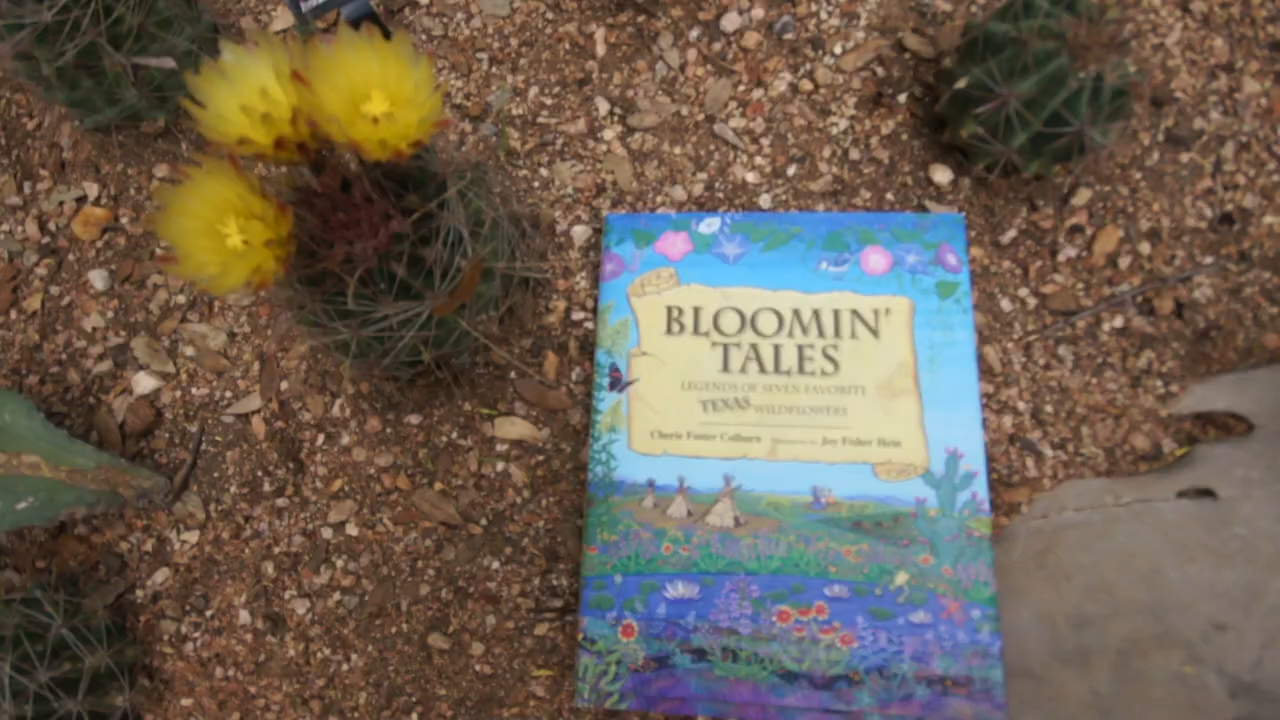 BLOOMIN'
TALES
LEGENDS OF SEVEN FAVORITE
TEXAS WILDFLOWERS
Cherie Foster Colburn Joy Fisher Hein